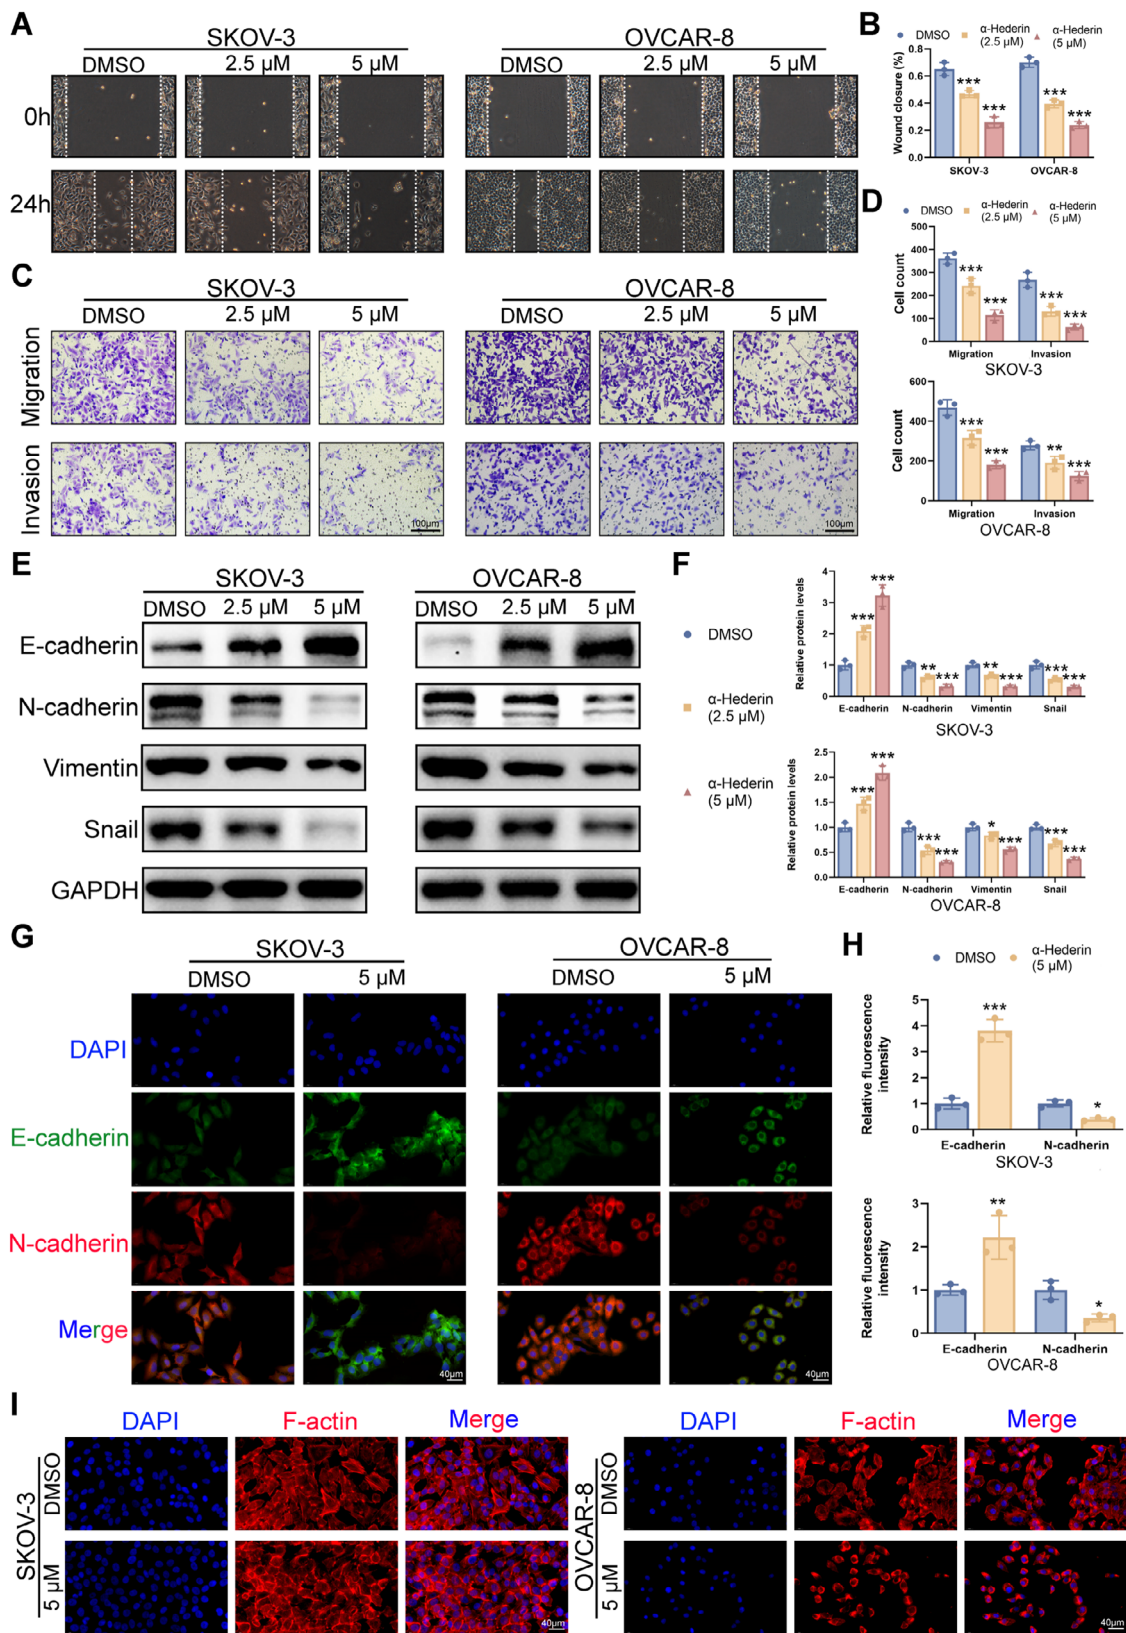 A
SKOV-3
OVCAR-8
DMSO 2.5 μM 5 μM
DMSO 2.5 μM 5 μM
0h
24h
B
DMSO α-Hederin (2.5 μM) α-Hederin (5 μM)
Wound closure (%)
0.8
0.6
0.4
0.2
0.0
*** *** *** ***
SKOV-3 OVCAR-8
C
SKOV-3
OVCAR-8
DMSO 2.5 μM 5 μM
DMSO 2.5 μM 5 μM
Migration
Invasion
100μm
100μm
D
DMSO α-Hederin (2.5 μM) α-Hederin (5 μM)
Cell count
500
400
300
200
100
0
*** *** *** ***
Migration Invasion
SKOV-3
Cell count
600
400
200
0
*** *** ** ***
Migration Invasion
OVCAR-8
E
SKOV-3
OVCAR-8
DMSO 2.5 μM 5 μM
DMSO 2.5 μM 5 μM
E-cadherin
N-cadherin
Vimentin
Snail
GAPDH
F
DMSO
α-Hederin
(2.5 μM)
α-Hederin
(5 μM)
Relative protein levels
4
3
2
1
0
*** *** ** *** ** *** *** ***
E-cadherin N-cadherin Vimentin Snail
SKOV-3
Relative protein levels
2.5
2.0
1.5
1.0
0.5
0.0
*** *** *** *** * *** *** ***
E-cadherin N-cadherin Vimentin Snail
OVCAR-8
G
SKOV-3
OVCAR-8
DMSO 5 μM
DMSO 5 μM
DAPI
E-cadherin
N-cadherin
Merge
40μm
40μm
H
DMSO α-Hederin (5 μM)
Relative fluorescence
intensity
5
4
3
2
1
0
*** *
E-cadherin N-cadherin
SKOV-3
Relative fluorescence
intensity
3
2
1
0
** *
E-cadherin N-cadherin
OVCAR-8
I
DAPI F-actin Merge
DAPI F-actin Merge
SKOV-3
DMSO
5 μM
40μm
OVCAR-8
DMSO
5 μM
40μm